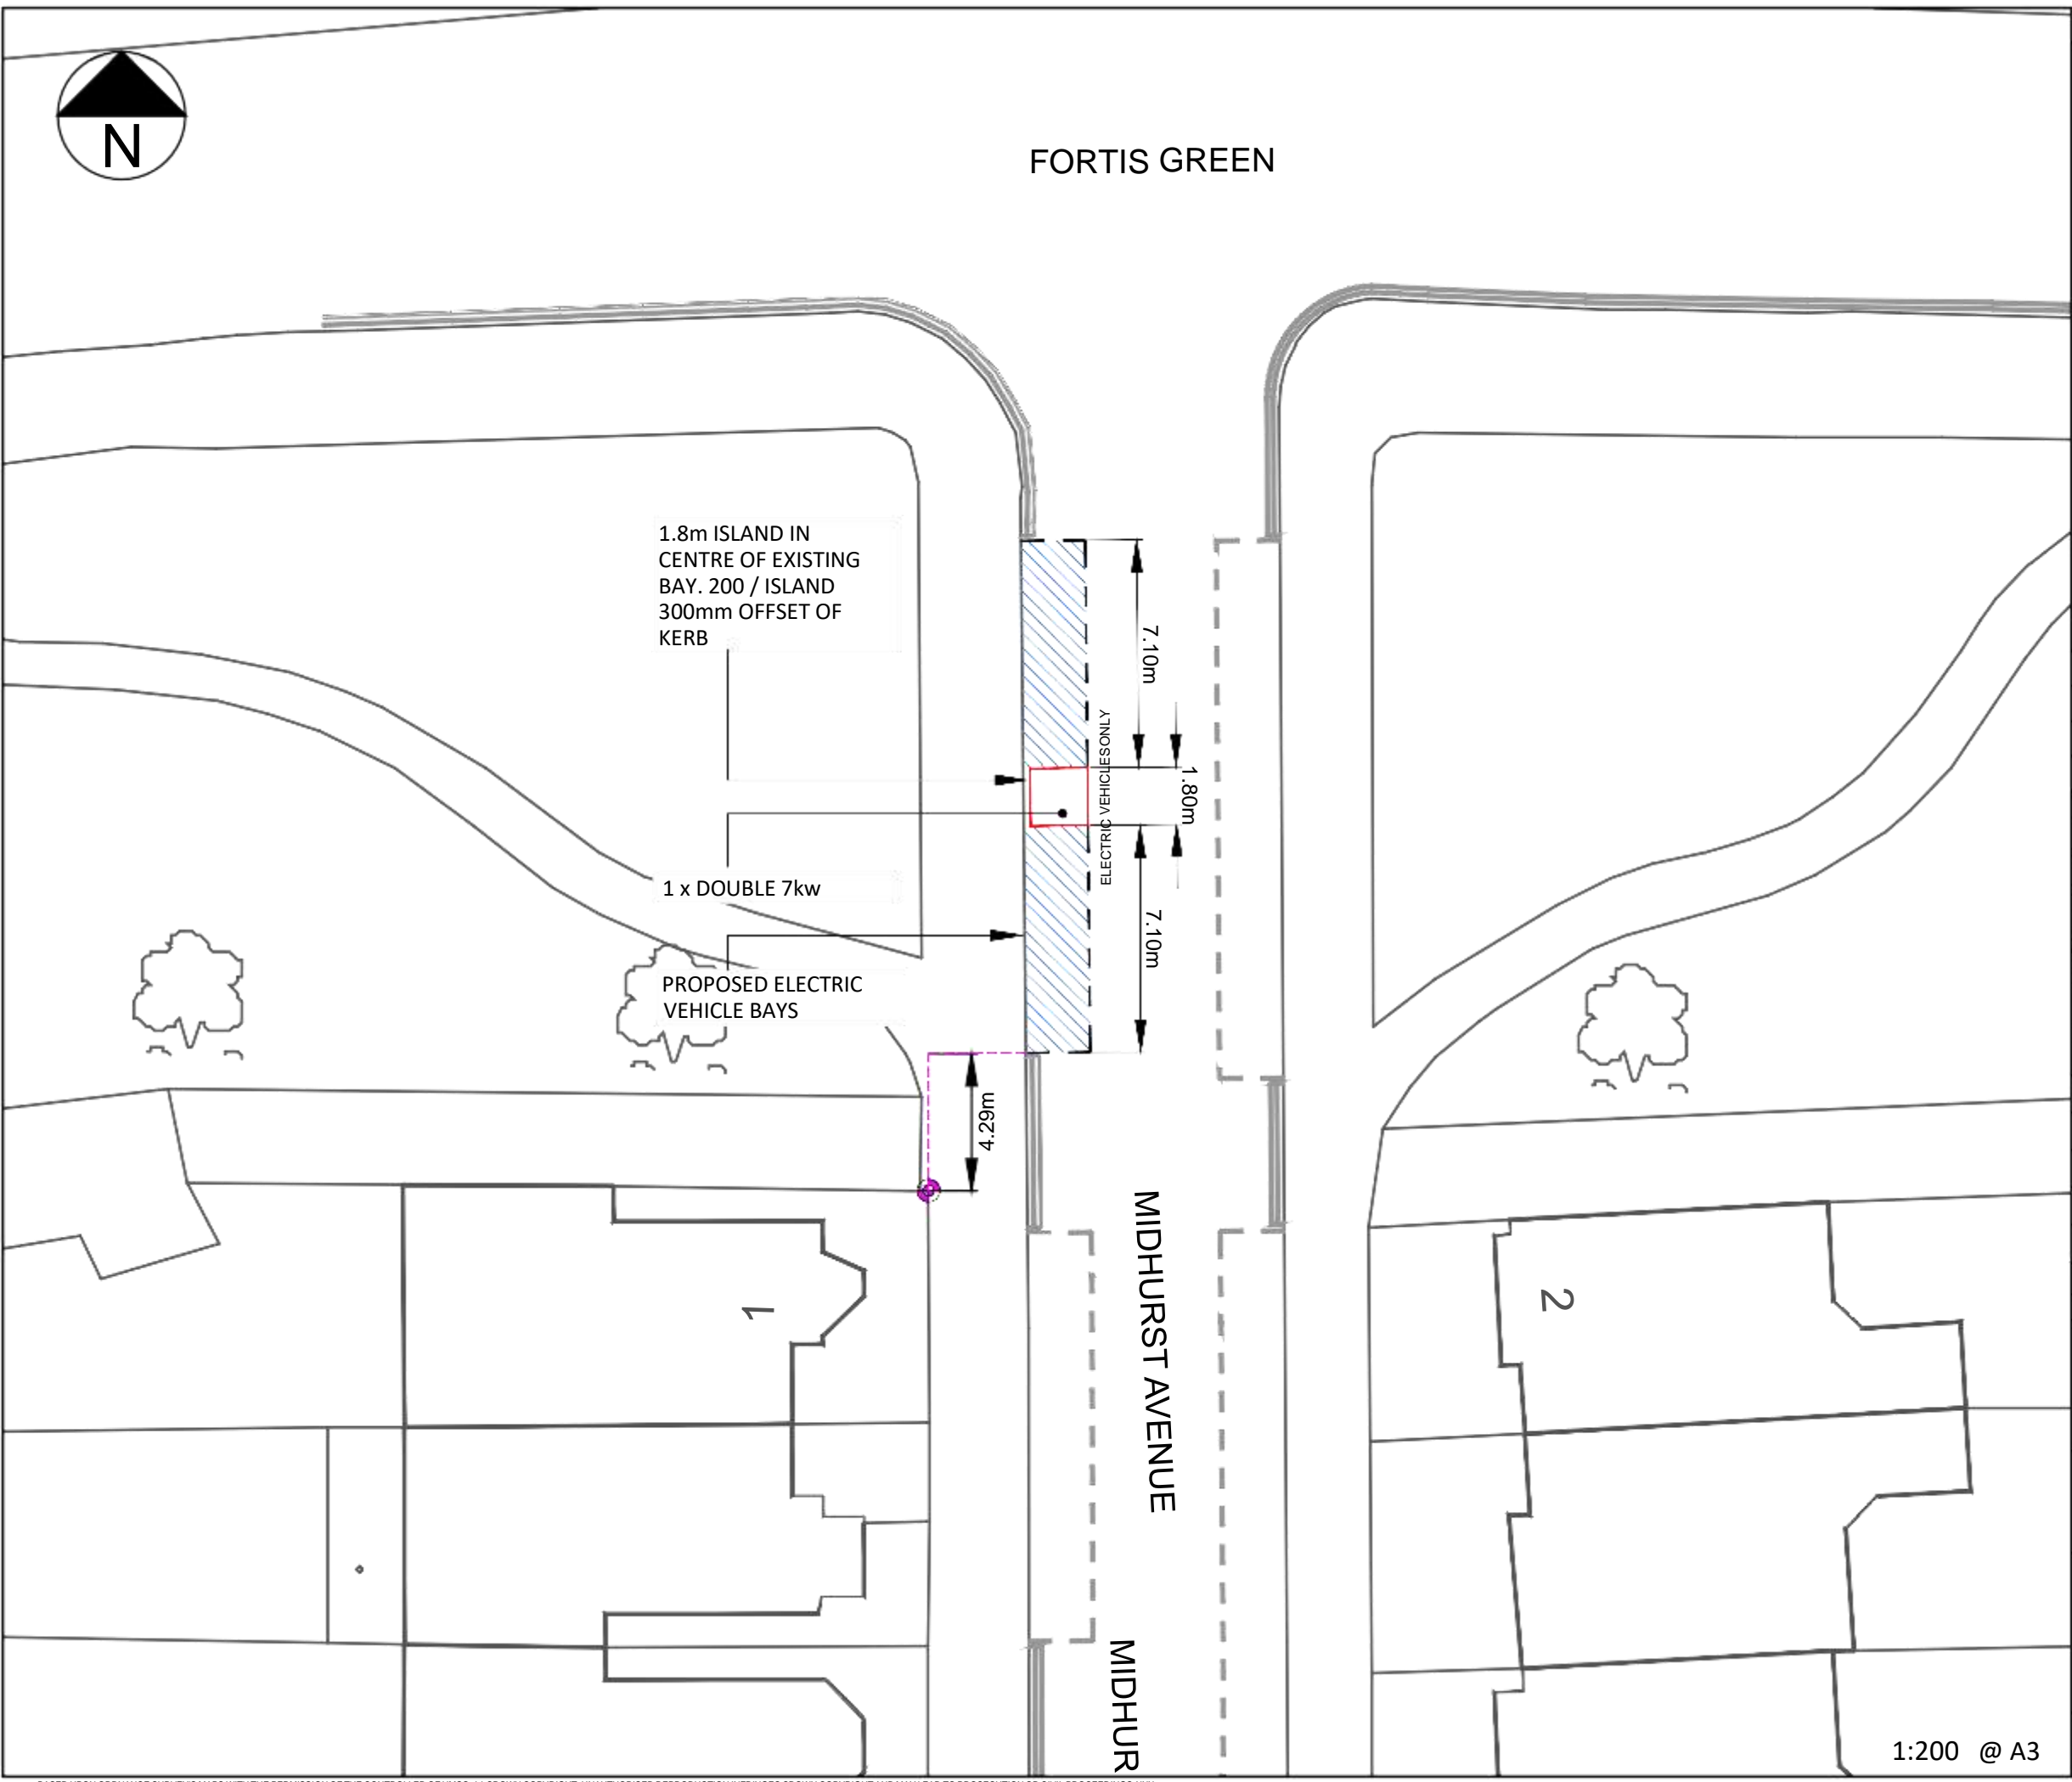 N
FORTIS GREEN
1.8m ISLAND IN
CENTRE OF EXISTING
BAY. 200 / ISLAND
300mm OFFSET OF
KERB
7.10m
1.80m
ELECTRIC VEHICLESONLY
1 x DOUBLE 7kw
7.10m
PROPOSED ELECTRIC
VEHICLE BAYS
4.29m
MIDHURST AVENUE
1
2
MIDHUR
1:200 @ A3